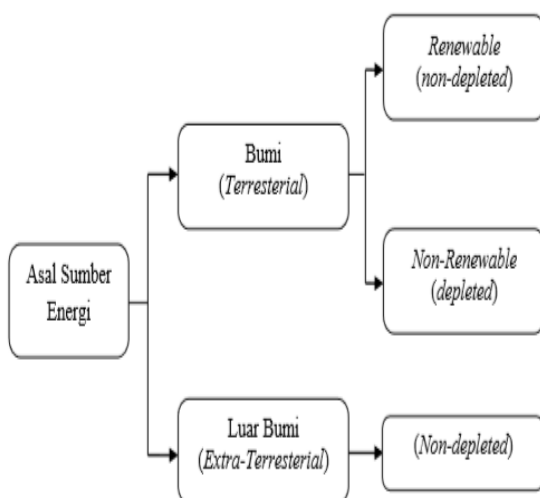 Renewable
(non-depleted)
Bumi
(Terresterial)
Non-Renewable
(depleted)
Asal Sumber
Energi
Luar Bumi
(Extra-Terresterial)
(Non-depleted)